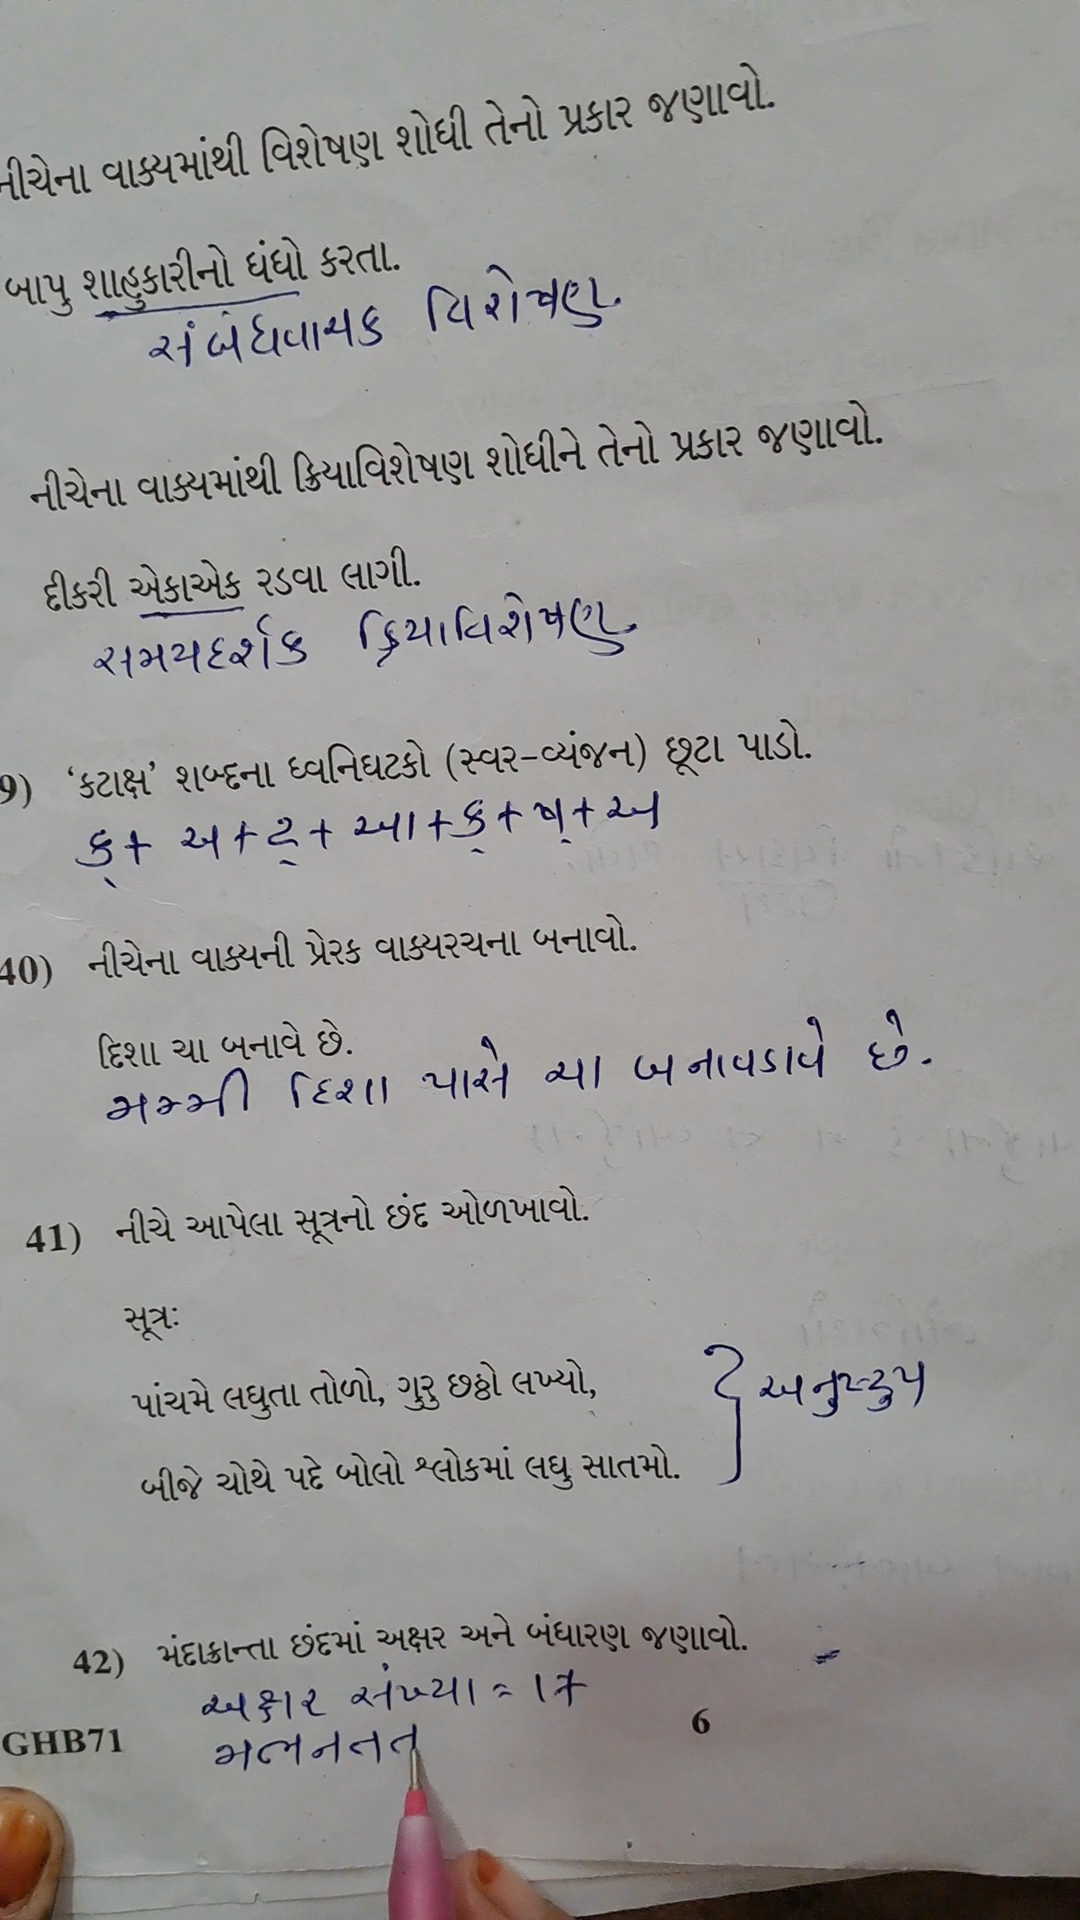 નીચેના વાક્યમાંથી વિશેષણ શોધી તેનો પ્રકાર જણાવો.
બાપુ શાહુકારીનો ધંધો કરતા.
સંબંધવાચક વિશેષણ.
નીચેના વાક્યમાંથી ક્રિયાવિશેષણ શોધીને તેનો પ્રકાર જણાવો.
દીકરી એકાએક રડવા લાગી.
સમયદર્શક ક્રિયાવિશેષણ.
9) ‘કટાક્ષ’ શબ્દના ધ્વનિઘટકો (સ્વર-વ્યંજન) છૂટા પાડો.
ક્ + અ + ટ્ + આ + ક્ + ષ્ + અ
40) નીચેના વાક્યની પ્રેરક વાક્યરચના બનાવો.
દિશા ચા બનાવે છે.
મમ્મી દિશા પાસે ચા બનાવડાવે છે.
41) નીચે આપેલા સૂત્રનો છંદ ઓળખાવો.
સૂત્ર:
પાંચમે લઘુતા તોળો, ગુરુ છઠ્ઠો લખ્યો, } અનુષ્ટુપ
બીજે ચોથે પદે બોલો શ્લોકમાં લઘુ સાતમો.
42) મંદાક્રાન્તા છંદમાં અક્ષર અને બંધારણ જણાવો.
અક્ષર સંખ્યા = 17
GHB71 મભનતત 6